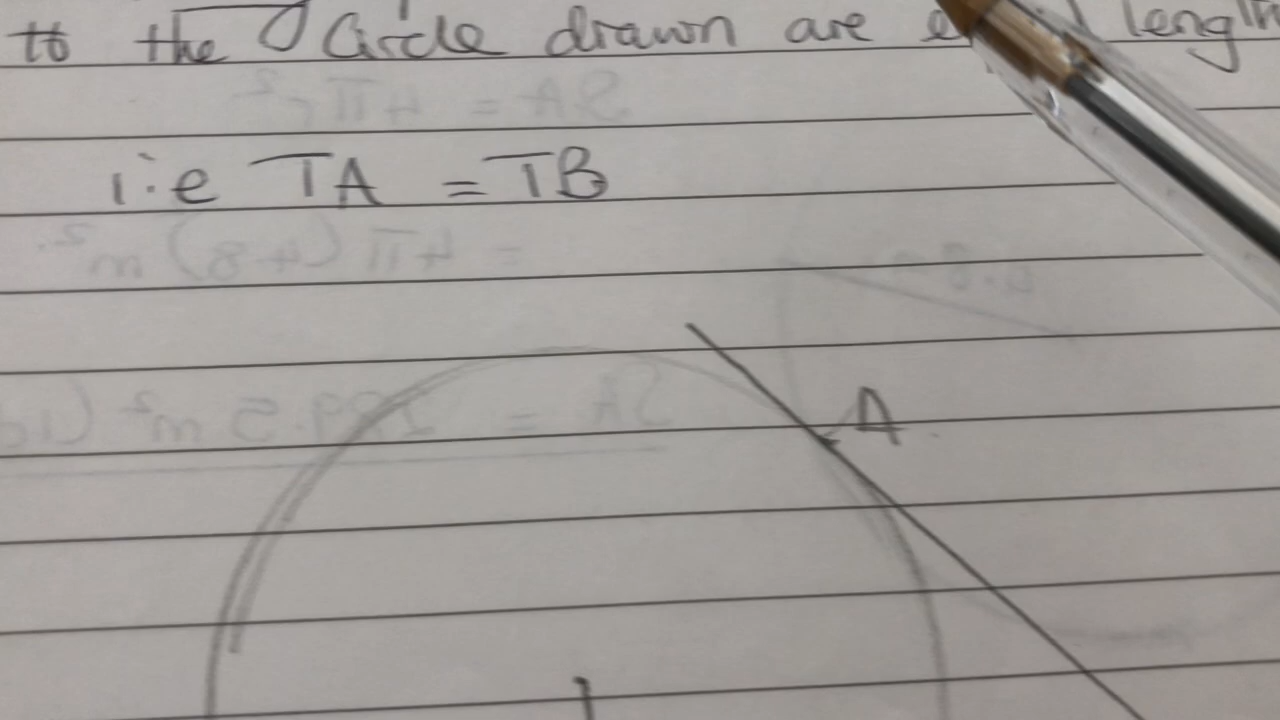 to the Circle drawn are length
i.e TA = TB
A